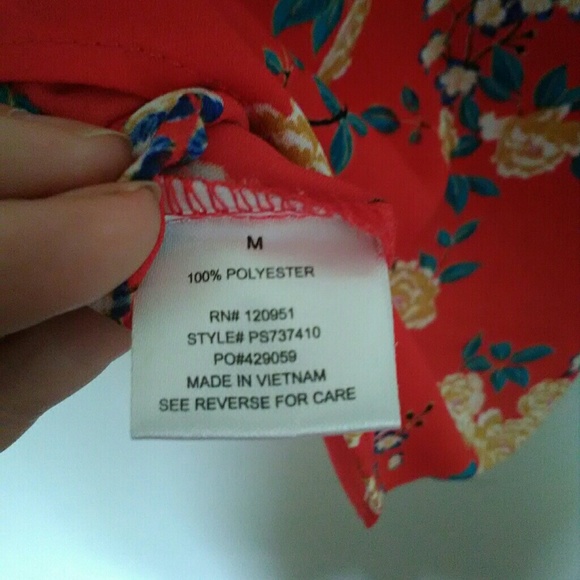 M
100% POLYESTER
RN# 120951
STYLE# PS737410
PO#429059
MADE IN VIETNAM
SEE REVERSE FOR CARE